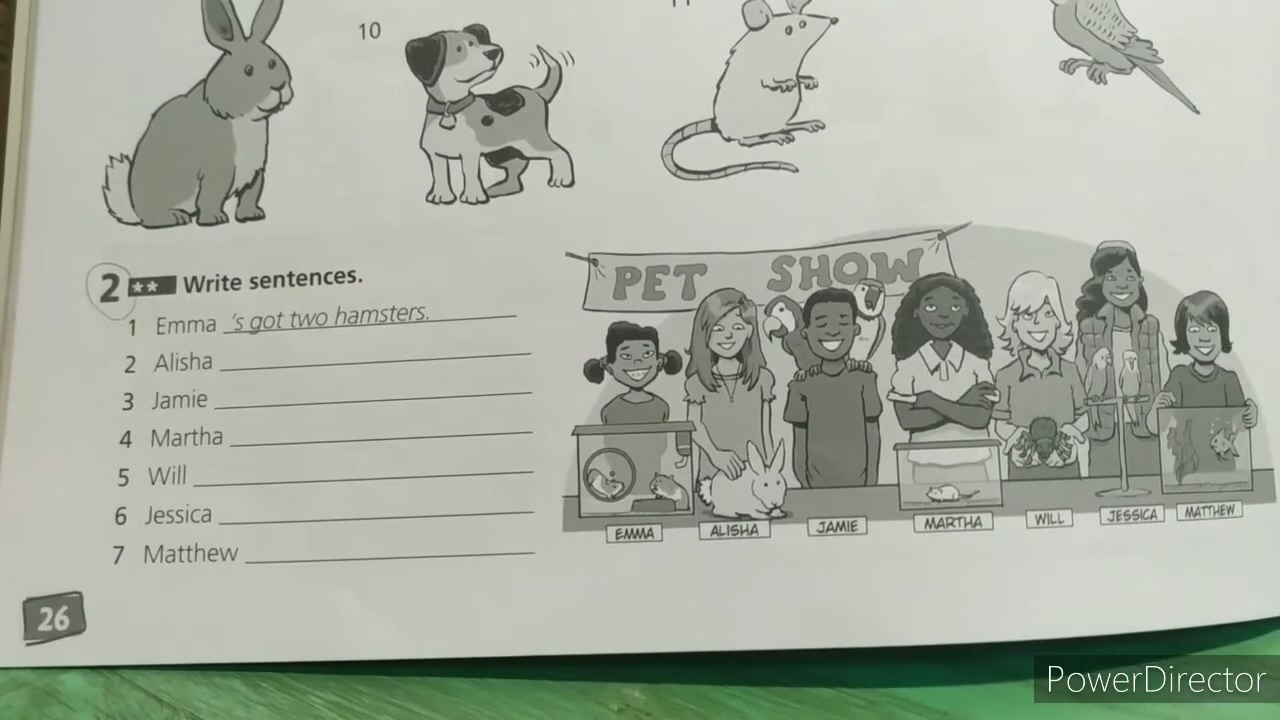 10
2 ★★ Write sentences.
1 Emma 's got two hamsters.
2 Alisha
3 Jamie
4 Martha
5 Will
6 Jessica
7 Matthew
26
PET SHOW
EMMA
ALISHA
JAMIE
MARTHA
WILL
JESSICA
MATTHEW
PowerDirector